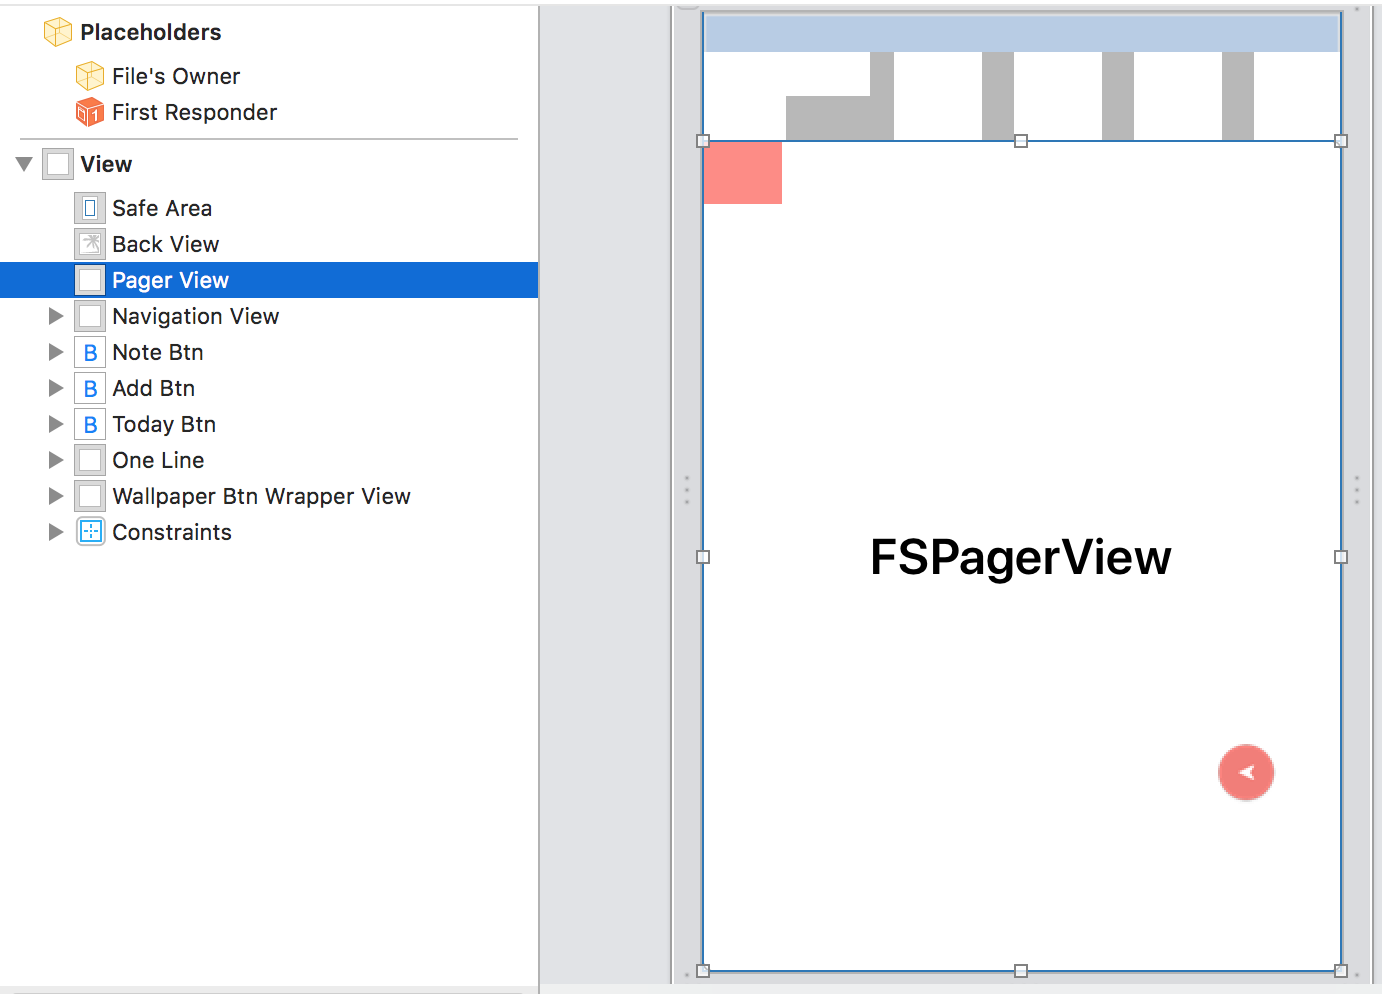 Placeholders
File's Owner
1
First Responder
View
Safe Area
Back View
Pager View
Navigation View
B Note Btn
B Add Btn
B Today Btn
One Line
Wallpaper Btn Wrapper View
Constraints
FSPagerView